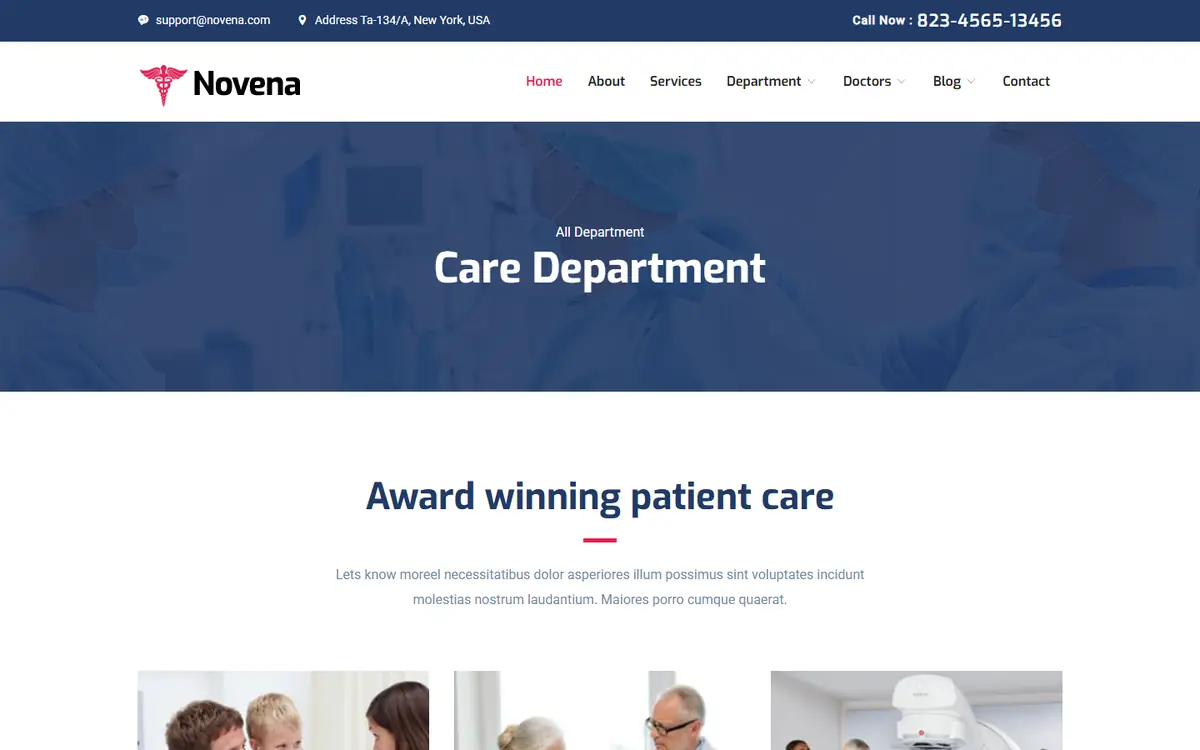 support@novena.com
Address Ta-134/A, New York, USA
Call Now : 823-4565-13456
Novena
Home
About
Services
Department
Doctors
Blog
Contact
All Department
Care Department
Award winning patient care
Lets know moreel necessitatibus dolor asperiores illum possimus sint voluptates incidunt
molestias nostrum laudantium. Maiores porro cumque quaerat.